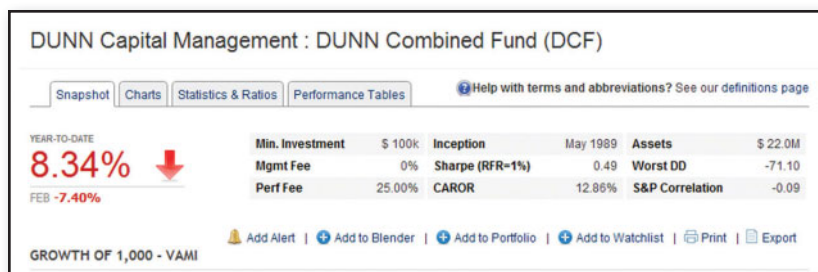 DUNN Capital Management : DUNN Combined Fund (DCF)
Snapshot Charts Statistics & Ratios Performance Tables Help with terms and abbreviations? See our definitions page
YEAR-TO-DATE
8.34%
FEB -7.40%
Min. Investment $ 100k Inception May 1989 Assets $ 22.0M
Mgmt Fee 0% Sharpe (RFR=1%) 0.49 Worst DD -71.10
Perf Fee 25.00% CAROR 12.86% S&P Correlation -0.09
Add Alert | Add to Blender | Add to Portfolio | Add to Watchlist | Print | Export
GROWTH OF 1,000 - VAMI